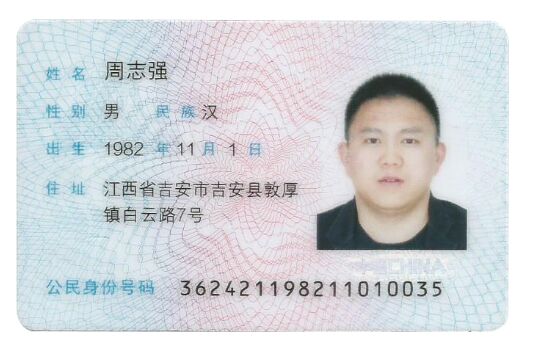 姓名 周志强
性别 男 民族 汉
出生 1982 年 11 月 1 日
住址 江西省吉安市吉安县敦厚
镇白云路7号
CHINA
公民身份号码 362421198211010035